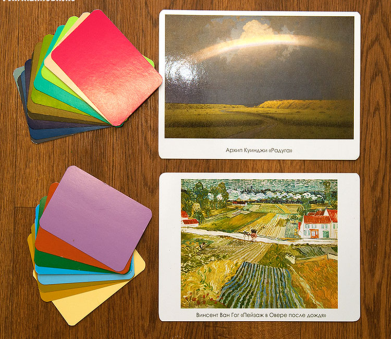 Архип Куинджи «Радуга»
Винсент Ван Гог «Пейзаж в Овере после дождя»